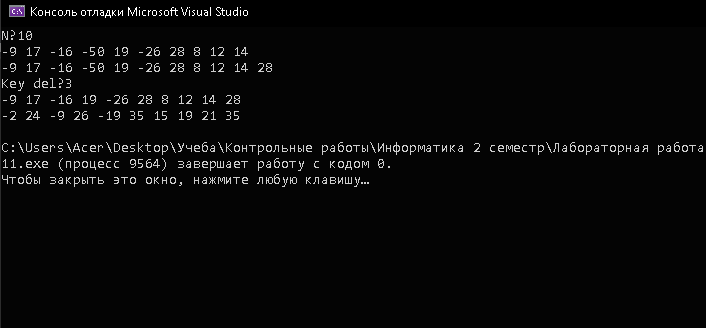 Консоль отладки Microsoft Visual Studio
N?10
-9 17 -16 -50 19 -26 28 8 12 14
-9 17 -16 -50 19 -26 28 8 12 14 28
Key del?3
-9 17 -16 19 -26 28 8 12 14 28
-2 24 -9 26 -19 35 15 19 21 35
C:\Users\Acer\Desktop\Учеба\Контрольные работы\Информатика 2 семестр\Лабораторная работа
11.exe (процесс 9564) завершает работу с кодом 0.
Чтобы закрыть это окно, нажмите любую клавишу…